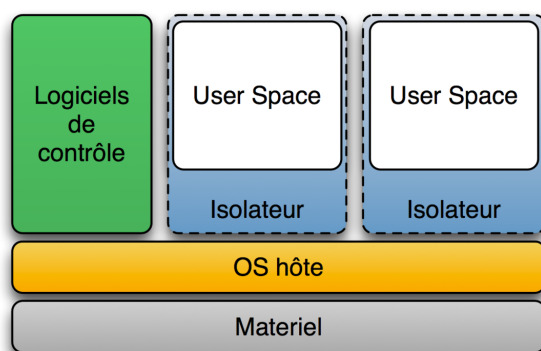 Logiciels
de
contrôle
User Space
Isolateur
User Space
Isolateur
OS hôte
Materiel